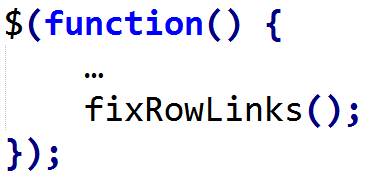 $(function() {
    …
    fixRowLinks();
});